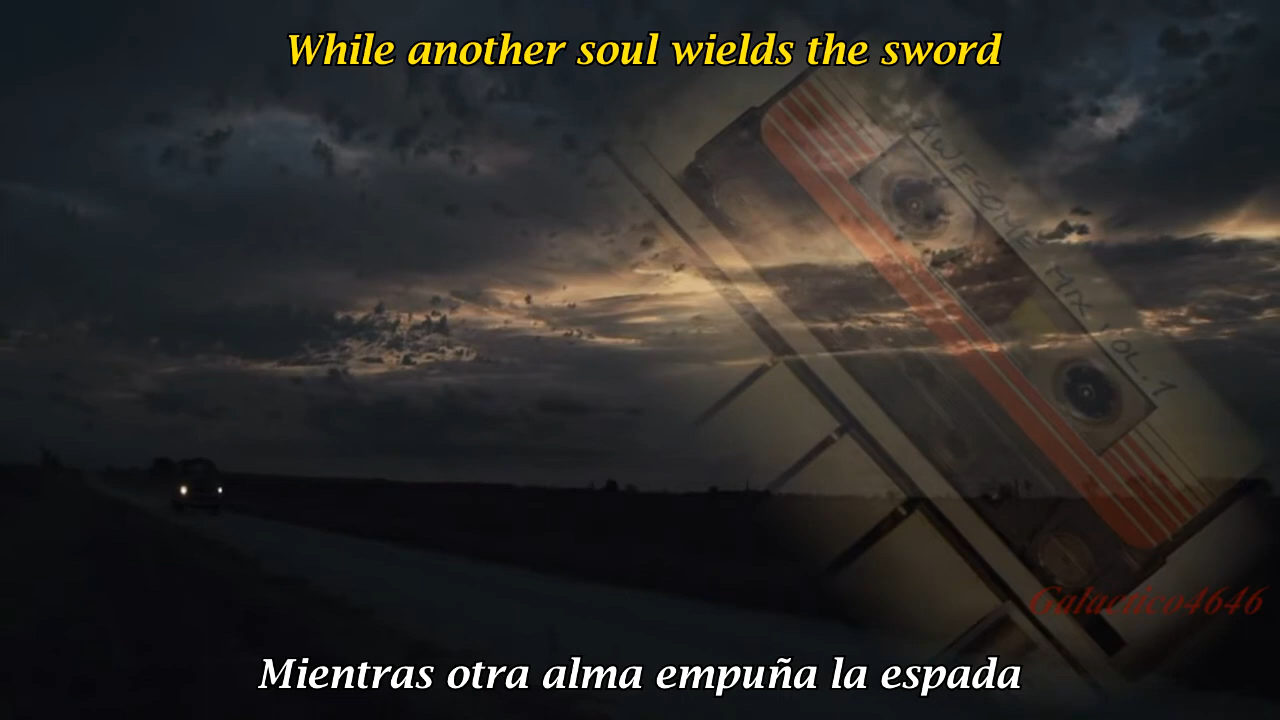 While another soul wields the sword
AWESOME MIX VOL. 1
Galactico4646
Mientras otra alma empuña la espada